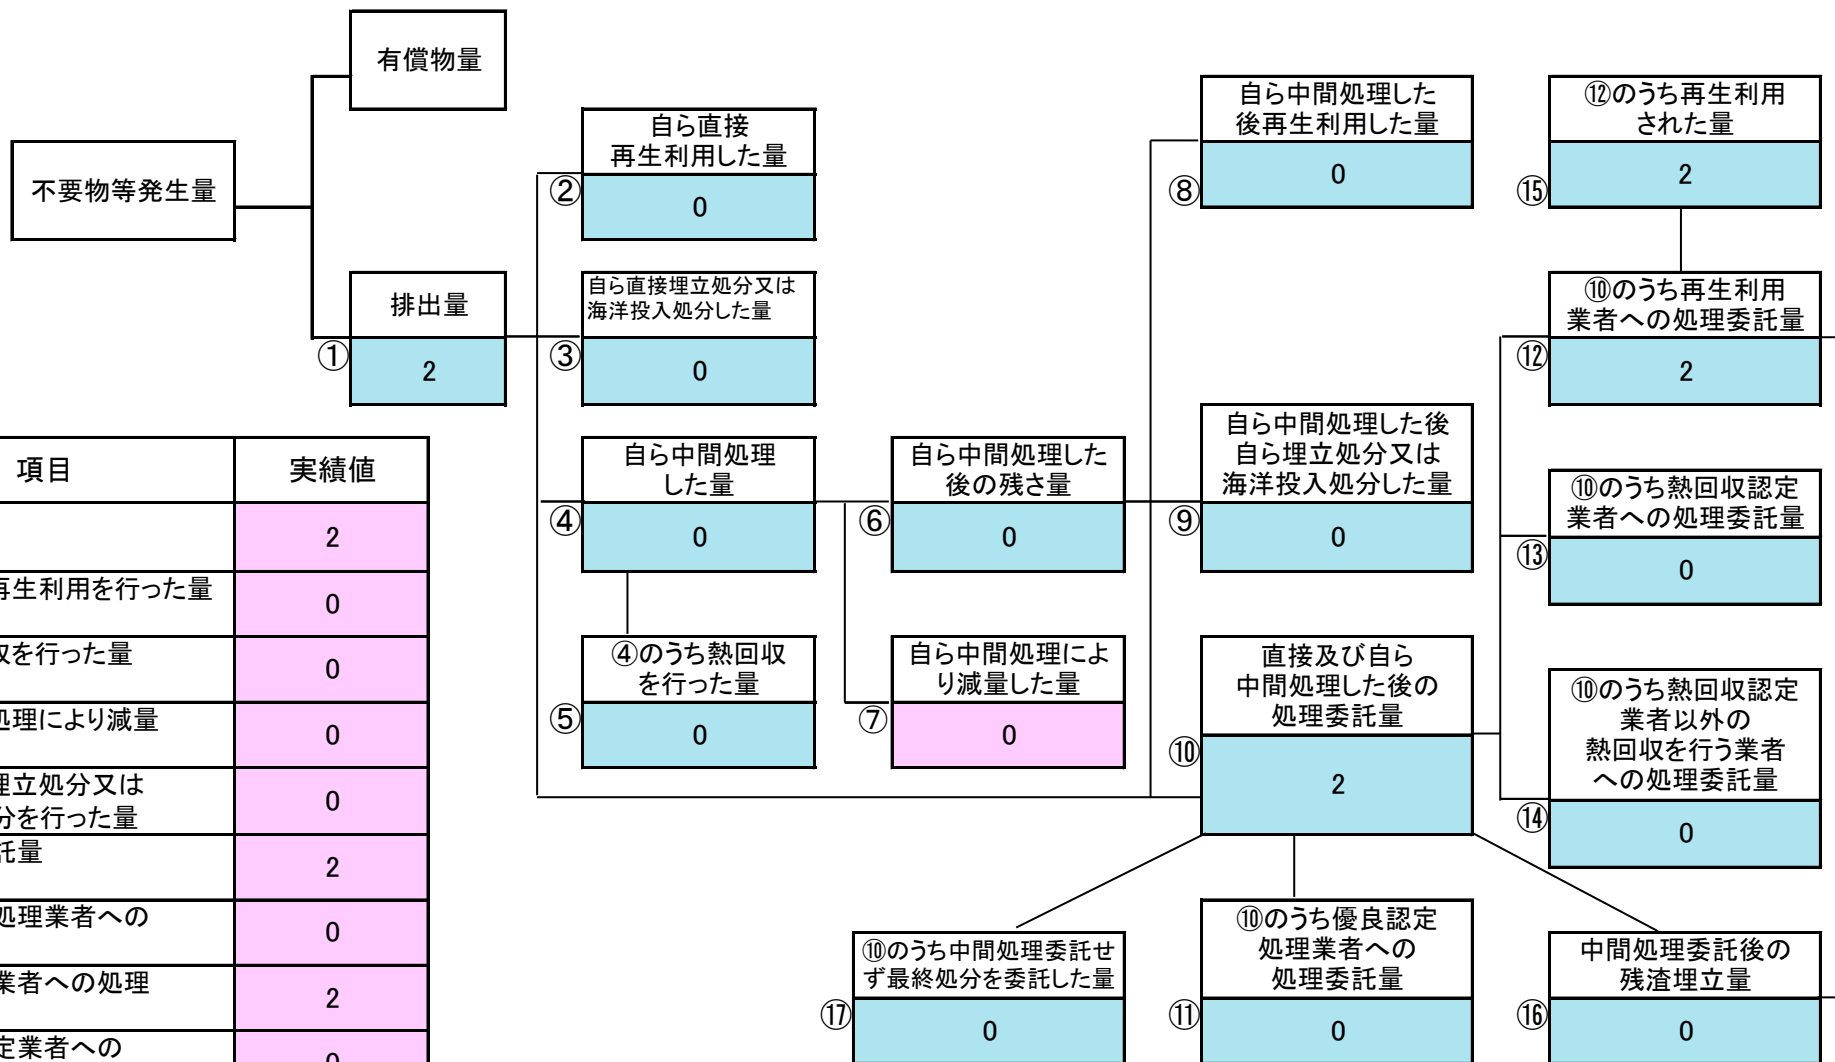 有償物量
不要物等発生量
排出量
①
2
自ら直接
再生利用した量
②
0
自ら直接埋立処分又は
海洋投入処分した量
③
0
自ら中間処理
した量
④
0
④のうち熱回収
を行った量
⑤
0
自ら中間処理した
後の残さ量
⑥
0
自ら中間処理によ
り減量した量
⑦
0
自ら中間処理した
後再生利用した量
⑧
0
自ら中間処理した後
自ら埋立処分又は
海洋投入処分した量
⑨
0
直接及び自ら
中間処理した後の
処理委託量
⑩
2
⑫のうち再生利用
された量
⑮
2
⑩のうち再生利用
業者への処理委託量
⑫
2
⑩のうち熱回収認定
業者への処理委託量
⑬
0
⑩のうち熱回収認定
業者以外の
熱回収を行う業者
への処理委託量
⑭
0
⑩のうち中間処理委託せ
ず最終処分を委託した量
⑰
0
⑩のうち優良認定
処理業者への
処理委託量
⑪
0
中間処理委託後の
残渣埋立量
⑯
0
項目 実績値
2
再生利用を行った量 0
を行った量 0
処理により減量 0
埋立処分又は
分を行った量 0
託量 2
処理業者への 0
業者への処理 2
定業者への 0